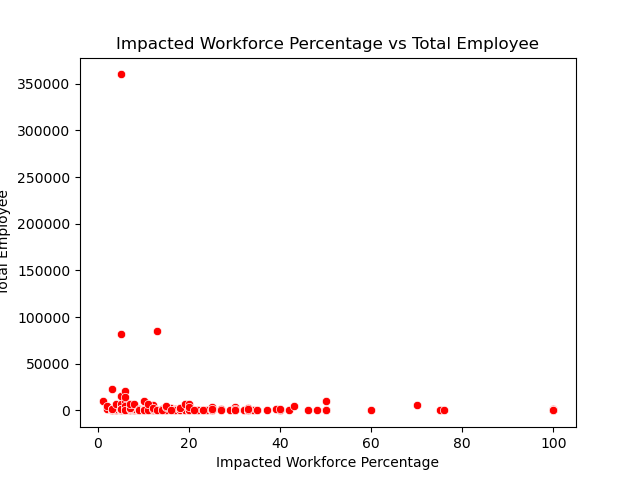 Impacted Workforce Percentage vs Total Employee
350000
300000
250000
200000
150000
100000
50000
0
Total Employee
0 20 40 60 80 100
Impacted Workforce Percentage